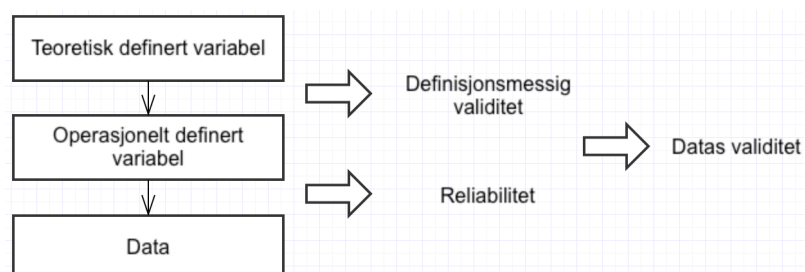 Teoretisk definert variabel
Definisjonsmessig
validitet
Operasjonelt definert
variabel
Datas validitet
Reliabilitet
Data